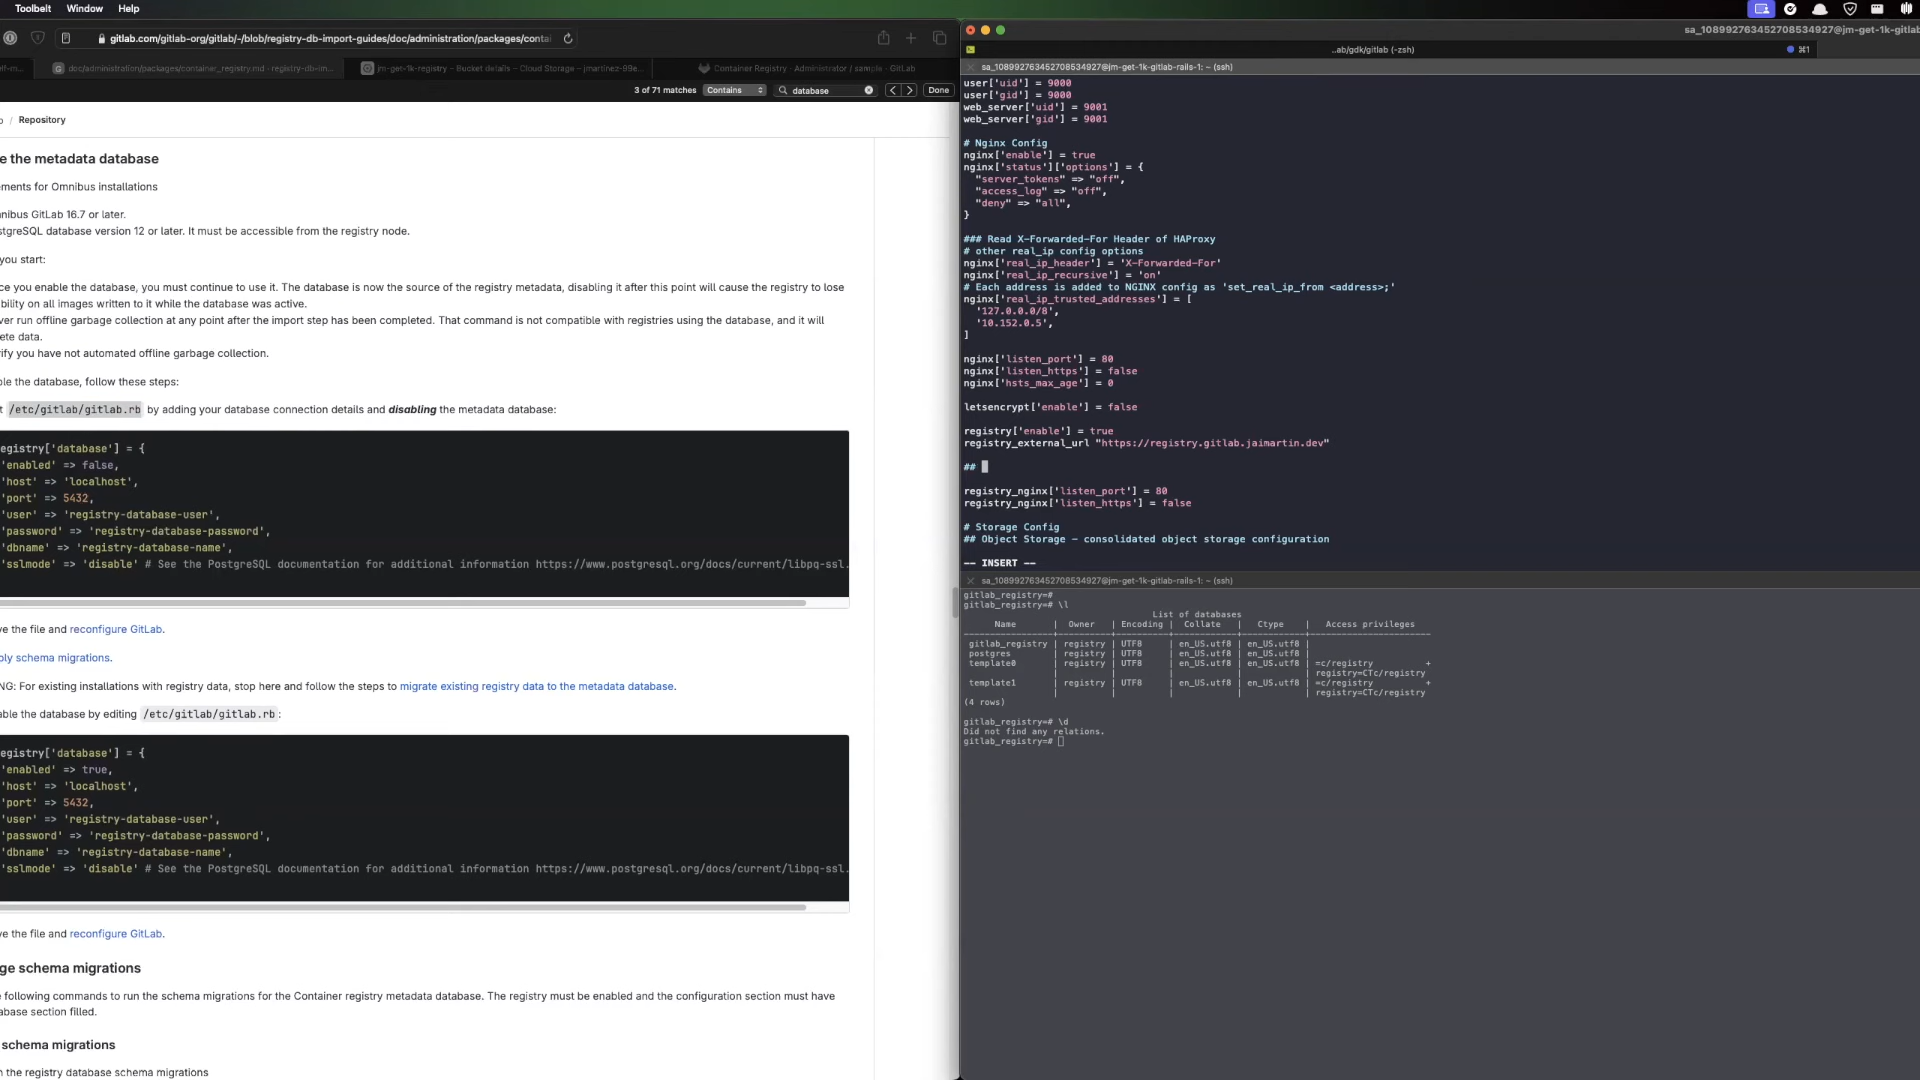 Toolbelt Window Help
gitlab.com/gitlab-org/gitlab/-/blob/registry-db-import-guides/doc/administration/packages/contai
doc/administration/packages/container_registry.md · registry-db-im...
jm-get-1k-registry – Bucket details – Cloud Storage – jmartinez-99e...
Container Registry · Administrator / sample · GitLab
3 of 71 matches Contains database Done
/ Repository
e the metadata database
ements for Omnibus installations
nibus GitLab 16.7 or later.
stgreSQL database version 12 or later. It must be accessible from the registry node.
you start:
ce you enable the database, you must continue to use it. The database is now the source of the registry metadata, disabling it after this point will cause the registry to lose
bility on all images written to it while the database was active.
ver run offline garbage collection at any point after the import step has been completed. That command is not compatible with registries using the database, and it will
ete data.
rify you have not automated offline garbage collection.
ble the database, follow these steps:
t /etc/gitlab/gitlab.rb by adding your database connection details and disabling the metadata database:
egistry['database'] = {
'enabled' => false,
'host' => 'localhost',
'port' => 5432,
'user' => 'registry-database-user',
'password' => 'registry-database-password',
'dbname' => 'registry-database-name',
'sslmode' => 'disable' # See the PostgreSQL documentation for additional information https://www.postgresql.org/docs/current/libpq-ssl.
ve the file and reconfigure GitLab.
ply schema migrations.
NG: For existing installations with registry data, stop here and follow the steps to migrate existing registry data to the metadata database.
able the database by editing /etc/gitlab/gitlab.rb:
egistry['database'] = {
'enabled' => true,
'host' => 'localhost',
'port' => 5432,
'user' => 'registry-database-user',
'password' => 'registry-database-password',
'dbname' => 'registry-database-name',
'sslmode' => 'disable' # See the PostgreSQL documentation for additional information https://www.postgresql.org/docs/current/libpq-ssl.
ve the file and reconfigure GitLab.
ge schema migrations
following commands to run the schema migrations for the Container registry metadata database. The registry must be enabled and the configuration section must have
abase section filled.
schema migrations
n the registry database schema migrations
sa_108992763452708534927@jm-get-1k-gitlab
..ab/gdk/gitlab (-zsh) ⌘1
sa_108992763452708534927@jm-get-1k-gitlab-rails-1: ~ (ssh)
user['uid'] = 9000
user['gid'] = 9000
web_server['uid'] = 9001
web_server['gid'] = 9001
# Nginx Config
nginx['enable'] = true
nginx['status']['options'] = {
"server_tokens" => "off",
"access_log" => "off",
"deny" => "all",
}
### Read X-Forwarded-For Header of HAProxy
# other real_ip config options
nginx['real_ip_header'] = 'X-Forwarded-For'
nginx['real_ip_recursive'] = 'on'
# Each address is added to NGINX config as 'set_real_ip_from <address>;'
nginx['real_ip_trusted_addresses'] = [
'127.0.0.0/8',
'10.152.0.5',
]
nginx['listen_port'] = 80
nginx['listen_https'] = false
nginx['hsts_max_age'] = 0
letsencrypt['enable'] = false
registry['enable'] = true
registry_external_url "https://registry.gitlab.jaimartin.dev"
##
registry_nginx['listen_port'] = 80
registry_nginx['listen_https'] = false
# Storage Config
## Object Storage - consolidated object storage configuration
-- INSERT --
sa_108992763452708534927@jm-get-1k-gitlab-rails-1: ~ (ssh)
gitlab_registry=#
gitlab_registry=# \l
List of databases
Name | Owner | Encoding | Collate | Ctype | Access privileges
gitlab_registry | registry | UTF8 | en_US.utf8 | en_US.utf8 |
postgres | registry | UTF8 | en_US.utf8 | en_US.utf8 |
template0 | registry | UTF8 | en_US.utf8 | en_US.utf8 | =c/registry +
| | | | | registry=CTc/registry
template1 | registry | UTF8 | en_US.utf8 | en_US.utf8 | =c/registry +
| | | | | registry=CTc/registry
(4 rows)
gitlab_registry=# \d
Did not find any relations.
gitlab_registry=#